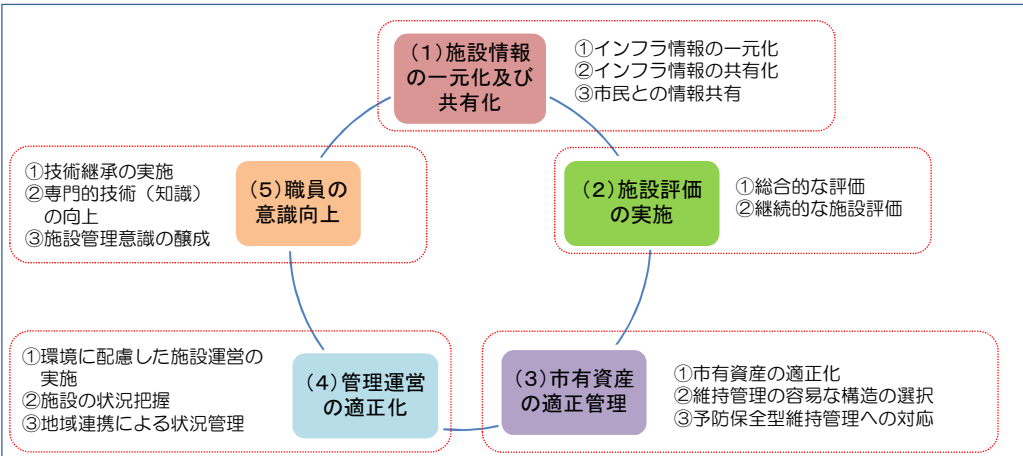 (1)施設情報
の一元化及び
共有化
①インフラ情報の一元化
②インフラ情報の共有化
③市民との情報共有
(2)施設評価
の実施
①総合的な評価
②継続的な施設評価
(3)市有資産
の適正管理
①市有資産の適正化
②維持管理の容易な構造の選択
③予防保全型維持管理への対応
(4)管理運営
の適正化
①環境に配慮した施設運営の
実施
②施設の状況把握
③地域連携による状況管理
(5)職員の
意識向上
①技術継承の実施
②専門的技術（知識）
の向上
③施設管理意識の醸成